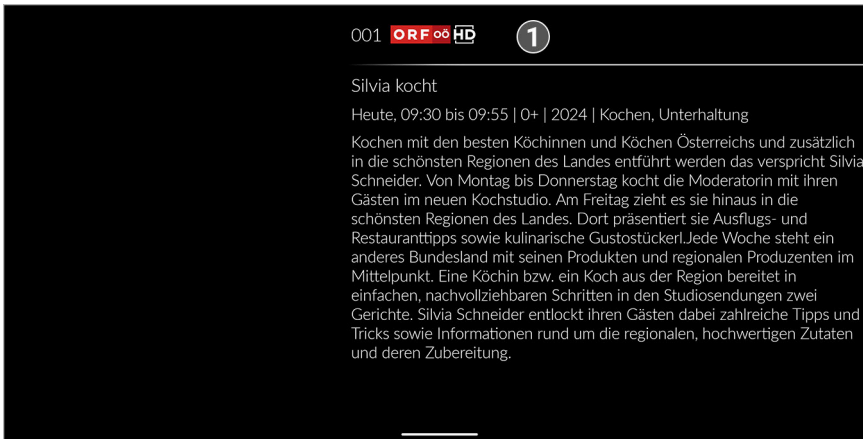 001 ORF OÖ HD 1
Silvia kocht
Heute, 09:30 bis 09:55 | 0+ | 2024 | Kochen, Unterhaltung
Kochen mit den besten Köchinnen und Köchen Österreichs und zusätzlich
in die schönsten Regionen des Landes entführt werden das verspricht Silvia
Schneider. Von Montag bis Donnerstag kocht die Moderatorin mit ihren
Gästen im neuen Kochstudio. Am Freitag zieht es sie hinaus in die
schönsten Regionen des Landes. Dort präsentiert sie Ausflugs- und
Restauranttipps sowie kulinarische Gustostückerl.Jede Woche steht ein
anderes Bundesland mit seinen Produkten und regionalen Produzenten im
Mittelpunkt. Eine Köchin bzw. ein Koch aus der Region bereitet in
einfachen, nachvollziehbaren Schritten in den Studiosendungen zwei
Gerichte. Silvia Schneider entlockt ihren Gästen dabei zahlreiche Tipps und
Tricks sowie Informationen rund um die regionalen, hochwertigen Zutaten
und deren Zubereitung.